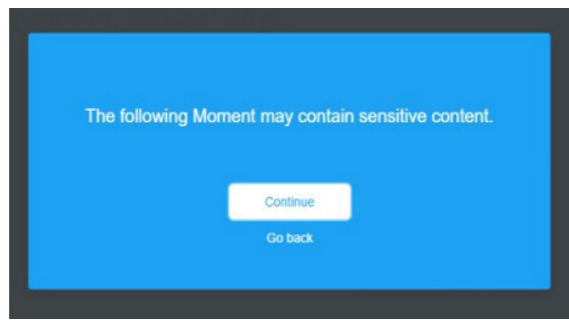 The following Moment may contain sensitive content.
Continue
Go back